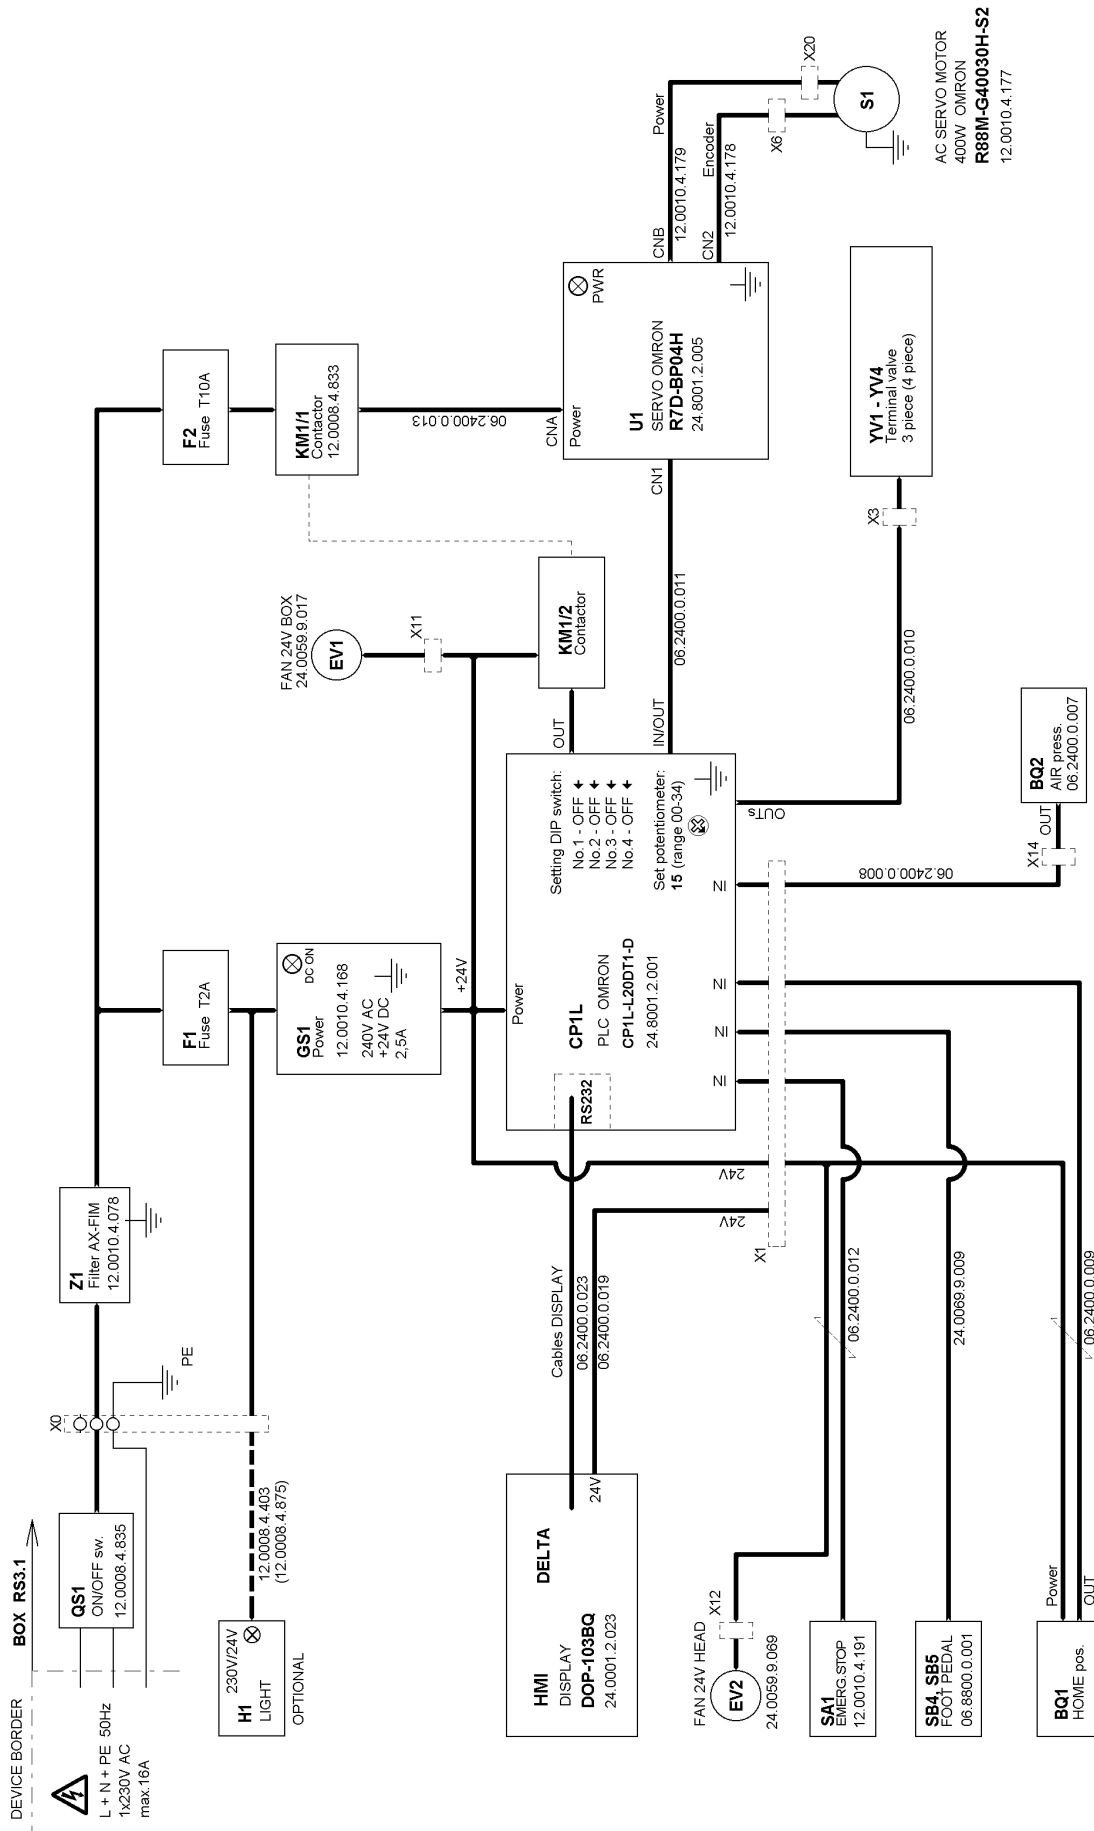 DEVICE BORDER
BOX RS3.1
L + N + PE 50Hz
1x230V AC
max.16A
QS1
ON/OFF sw.
12.0008.4.835
X0
PE
Z1
Filter AX-FIM
12.0010.4.078
H1
230V/24V
LIGHT
OPTIONAL
12.0008.4.403
(12.0008.4.875)
F1
Fuse T2A
F2
Fuse T10A
GS1
Power
DC ON
12.0010.4.168
240V AC
+24V DC
2,5A
KM1/1
Contactor
12.0008.4.833
06.2400.0.013
FAN 24V BOX
24.0059.9.017
EV1
X11
+24V
KM1/2
Contactor
OUT
CNA
Power
PWR
U1
SERVO OMRON
R7D-BP04H
24.8001.2.005
CNB
12.0010.4.179
Power
X20
CN2
12.0010.4.178
Encoder
X6
S1
AC SERVO MOTOR
400W OMRON
R88M-G40030H-S2
12.0010.4.177
CN1
06.2400.0.011
IN/OUT
Power
CP1L
PLC OMRON
CP1L-L20DT1-D
24.8001.2.001
RS232
Setting DIP switch:
No.1 - OFF
No.2 - OFF
No.3 - OFF
No.4 - OFF
Set potentiometer:
15 (range 00-34)
IN
IN
IN
IN
OUTs
YV1 - YV4
Terminal valve
3 piece (4 piece)
X3
06.2400.0.010
BQ2
AIR press.
06.2400.0.007
OUT
X14
06.2400.0.008
HMI
DISPLAY
DOP-103BQ
24.0001.2.023
DELTA
24V
Cables DISPLAY
06.2400.0.023
06.2400.0.019
24V
24V
X1
FAN 24V HEAD
EV2
24.0059.9.069
X12
SA1
EMERG.STOP
12.0010.4.191
06.2400.0.012
SB4, SB5
FOOT PEDAL
06.8800.0.001
24.0069.9.009
BQ1
HOME pos.
Power
OUT
06.2400.0.009